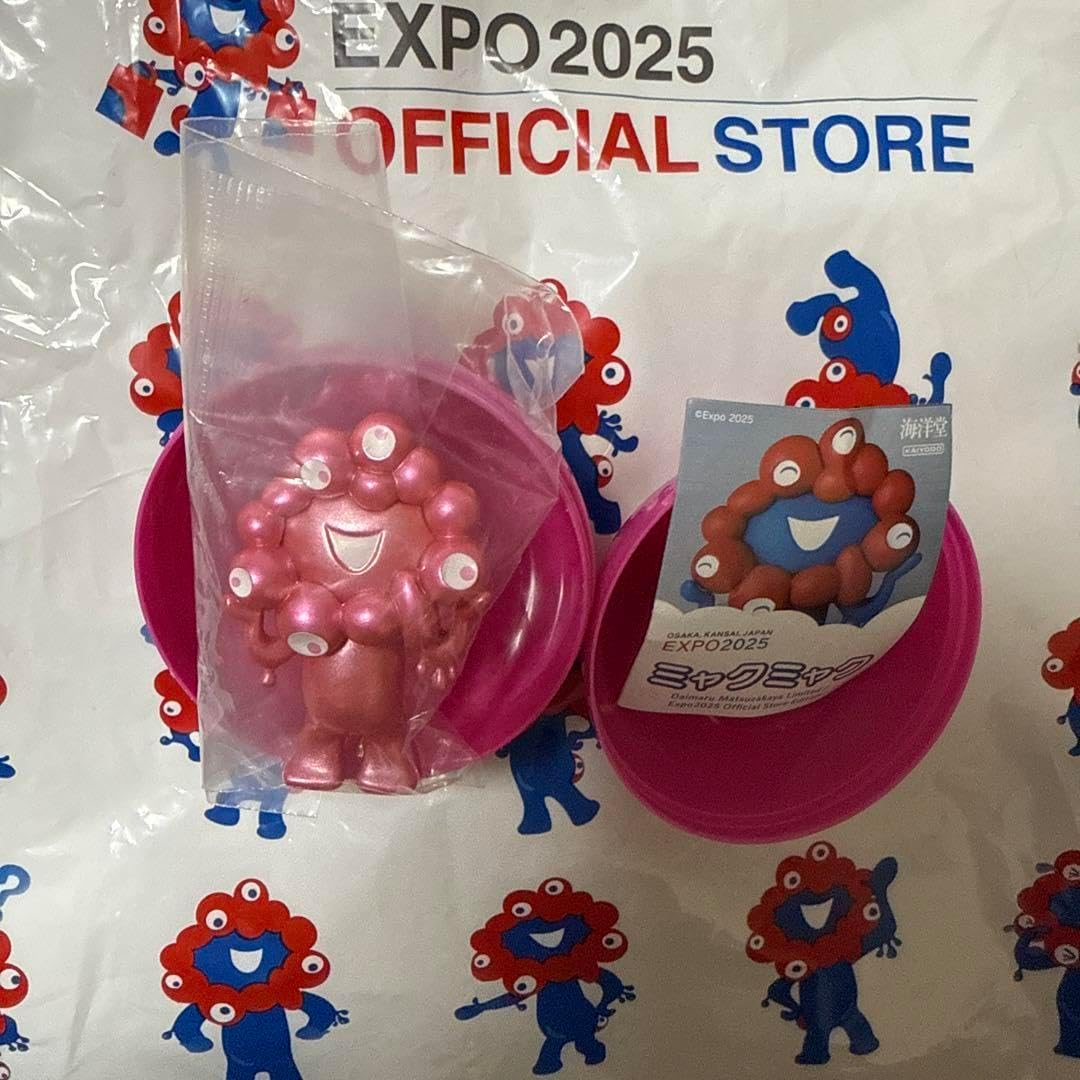 EXPO2025
OFFICIAL STORE
©Expo 2025
海洋堂
KAIYODO
OSAKA, KANSAI, JAPAN
EXPO2025
ミャクミャク
Daimaru Matsuzakaya Limited
Expo2025 Official Store Edition